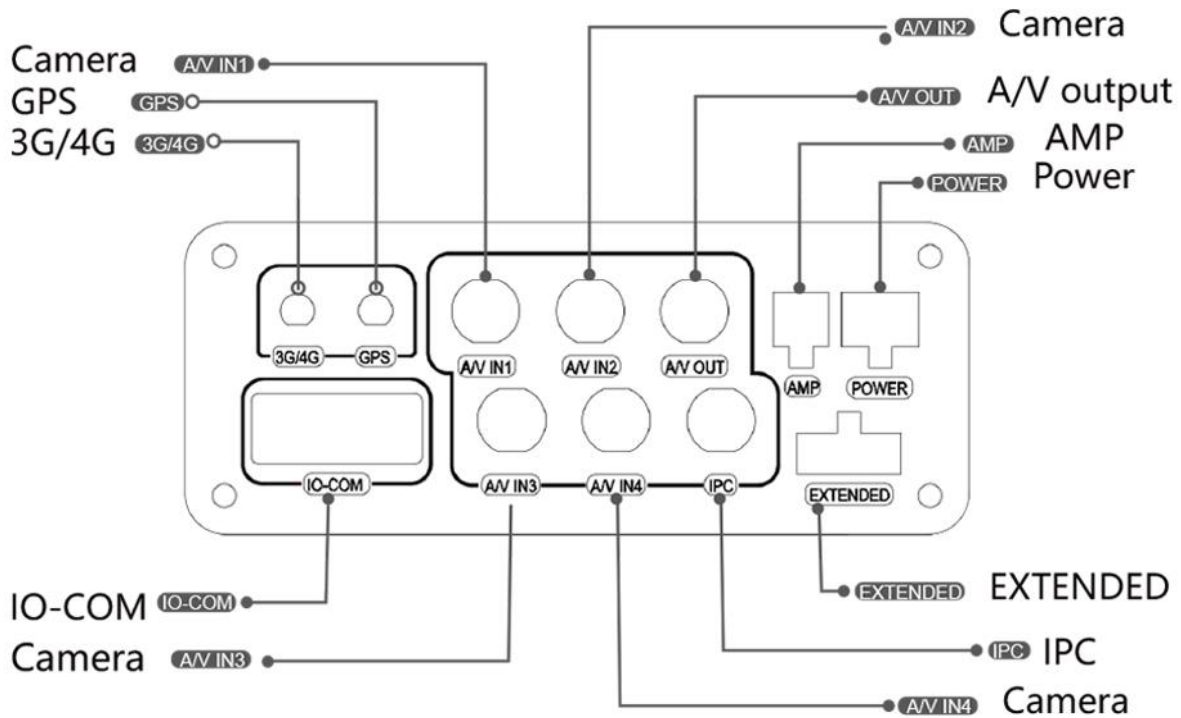 A/V IN2 Camera
Camera A/V IN1
GPS GPS
A/V OUT A/V output
3G/4G 3G/4G
AMP AMP
POWER Power
3G/4G GPS
A/V IN1 A/V IN2 A/V OUT
AMP POWER
IO-COM A/V IN3 A/V IN4 IPC
EXTENDED
EXTENDED EXTENDED
IO-COM IO-COM
Camera A/V IN3
IPC IPC
A/V IN4 Camera